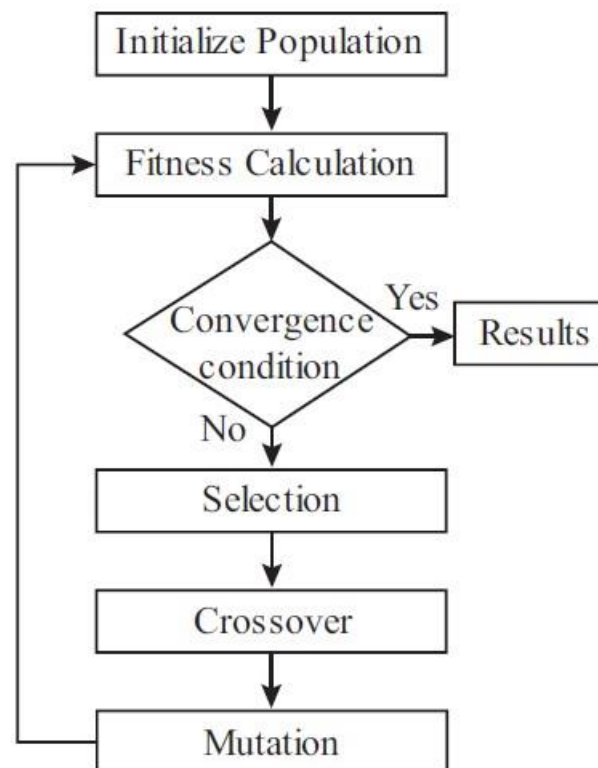 Initialize Population
Fitness Calculation
Convergence
condition
Yes
Results
No
Selection
Crossover
Mutation